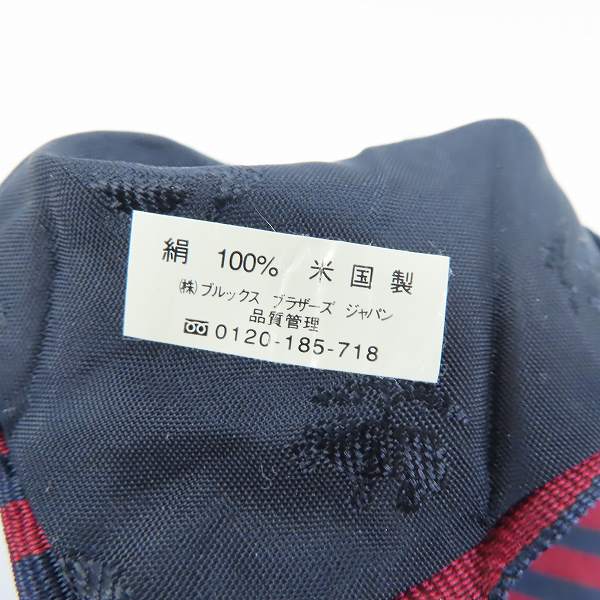 絹 100% 米国製
㈱ブルックス ブラザーズ ジャパン
品質管理
0120-185-718